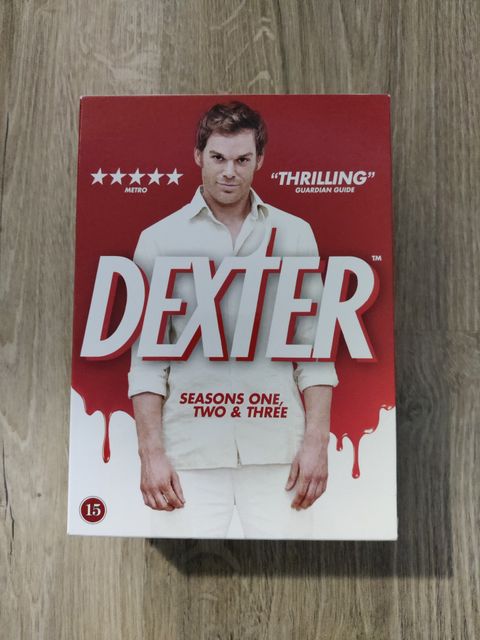 ★★★★★
METRO
"THRILLING"
GUARDIAN GUIDE
DEXTER™
SEASONS ONE,
TWO & THREE
15